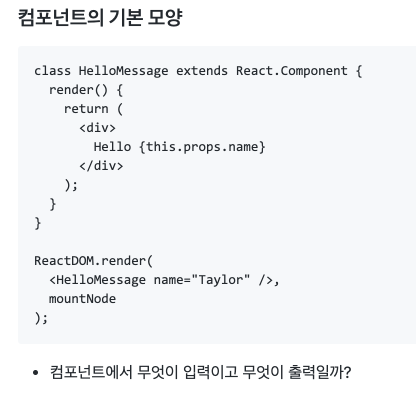 컴포넌트의 기본 모양
class HelloMessage extends React.Component {
  render() {
    return (
      <div>
        Hello {this.props.name}
      </div>
    );
  }
}

ReactDOM.render(
  <HelloMessage name="Taylor" />,
  mountNode
);
• 컴포넌트에서 무엇이 입력이고 무엇이 출력일까?